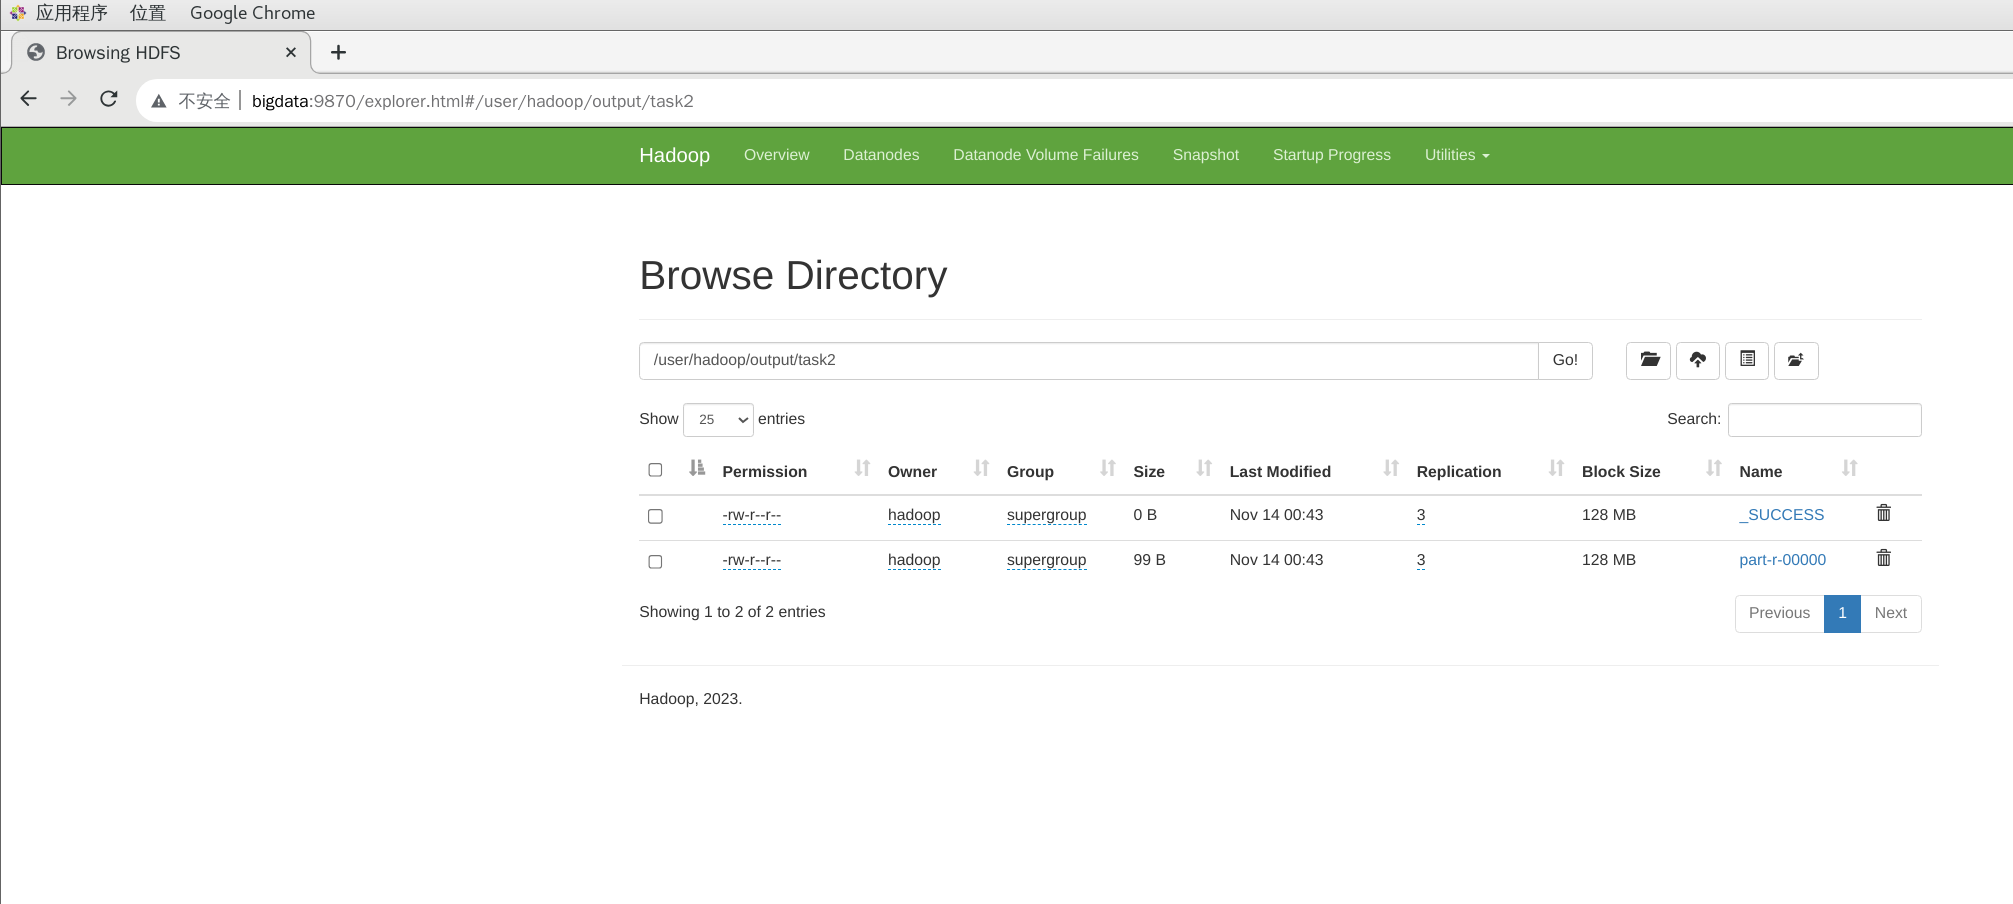 应用程序 位置 Google Chrome
Browsing HDFS
不安全 bigdata:9870/explorer.html#/user/hadoop/output/task2
Hadoop Overview Datanodes Datanode Volume Failures Snapshot Startup Progress Utilities
Browse Directory
/user/hadoop/output/task2 Go!
Show 25 entries Search:
Permission Owner Group Size Last Modified Replication Block Size Name
-rw-r--r-- hadoop supergroup 0 B Nov 14 00:43 3 128 MB _SUCCESS
-rw-r--r-- hadoop supergroup 99 B Nov 14 00:43 3 128 MB part-r-00000
Showing 1 to 2 of 2 entries Previous 1 Next
Hadoop, 2023.